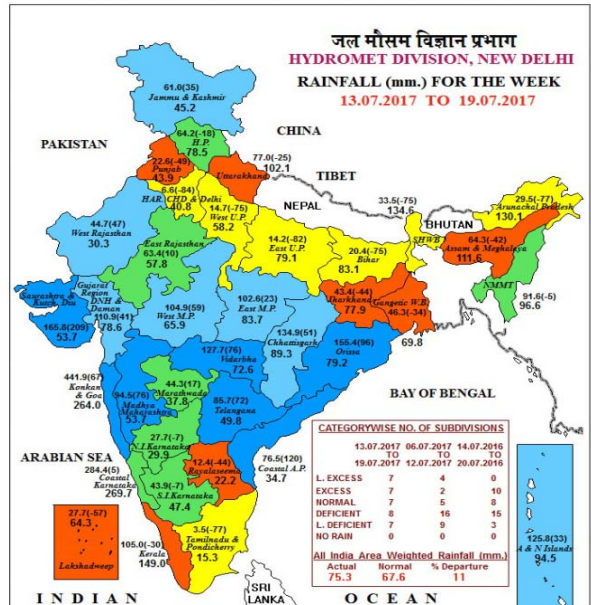 जल मौसम विज्ञान प्रभाग
HYDROMET DIVISION, NEW DELHI
RAINFALL (mm.) FOR THE WEEK
13.07.2017 TO 19.07.2017
61.0(35)
Jammu & Kashmir
45.2
CHINA
64.2(-18)
H.P.
78.5
PAKISTAN
22.6(-49)
Punjab
43.9
77.0(-25)
Uttarakhand
102.1
TIBET
6.6(-84)
HAR. CHD & Delhi
40.8
NEPAL
14.7(-75)
West U.P.
58.2
33.5(-75)
134.6
29.5(-77)
Arunachal Pradesh
130.1
BHUTAN
44.7(47)
West Rajasthan
30.3
East Rajasthan
63.4(10)
57.8
14.2(-82)
East U.P.
79.1
20.4(-75)
Bihar
83.1
SHWB
64.3(-42)
Assam & Meghalaya
111.6
NMMT
91.6(-5)
96.6
Saurashtra &
Kutch, Diu
165.8(209)
53.7
Gujarat
Region
DNH &
Daman
110.9(41)
78.6
104.9(59)
West M.P.
65.9
102.6(23)
East M.P.
83.7
43.4(-44)
Jharkhand
77.9
Gangetic W.B.
46.3(-34)
69.8
134.9(51)
Chhattisgarh
89.3
155.4(96)
Orissa
79.2
127.7(76)
Vidarbha
72.6
441.9(67)
Konkan
& Goa
264.0
94.5(76)
Madhya
Maharashtra
53.7
44.3(17)
Marathwada
37.8
85.7(72)
Telangana
49.8
BAY OF BENGAL
ARABIAN SEA
27.7(-7)
N.I.Karnataka
29.9
12.4(-44)
Rayalaseema
22.2
76.5(120)
Coastal A.P.
34.7
284.4(5)
Coastal
Karnataka
269.7
43.9(-7)
S.I.Karnataka
47.4
27.7(-57)
64.3
Lakshadweep
105.0(-30)
Kerala
149.0
3.5(-77)
Tamilnadu &
Pondicherry
15.3
CATEGORYWISE NO. OF SUBDIVISIONS
13.07.2017 06.07.2017 14.07.2016
TO TO TO
19.07.2017 12.07.2017 20.07.2016
L. EXCESS 7 4 0
EXCESS 7 2 10
NORMAL 7 5 8
DEFICIENT 8 16 15
L. DEFICIENT 7 9 3
NO RAIN 0 0 0
All India Area Weighted Rainfall (mm.)
Actual Normal % Departure
75.3 67.6 11
125.8(33)
A & N Islands
94.5
SRI
LANKA
INDIAN OCEAN